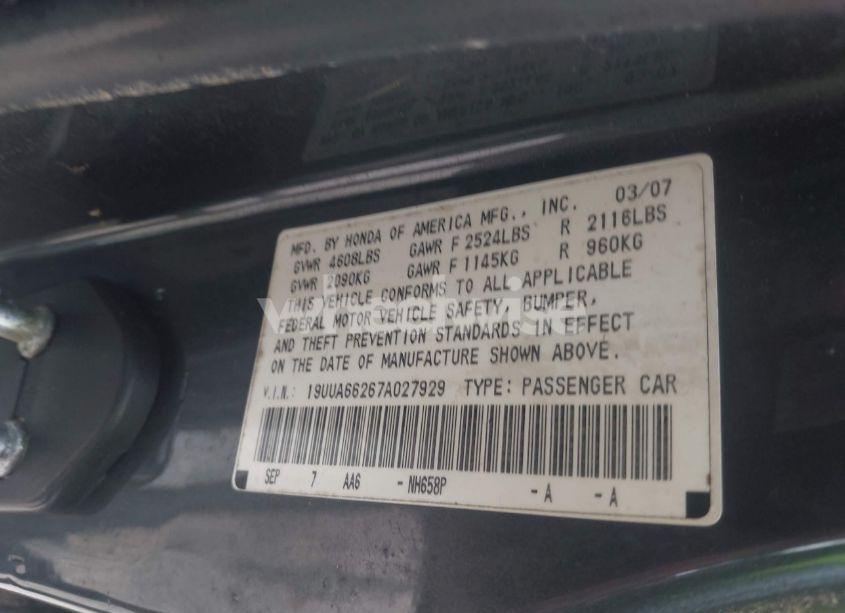 03/07
MFD. BY HONDA OF AMERICA MFG., INC.
GVWR 4608LBS GAWR F 2524LBS R 2116LBS
GVWR 2090KG GAWR F 1145KG R 960KG
THIS VEHICLE CONFORMS TO ALL APPLICABLE
FEDERAL MOTOR VEHICLE SAFETY, BUMPER,
AND THEFT PREVENTION STANDARDS IN EFFECT
ON THE DATE OF MANUFACTURE SHOWN ABOVE.
V.I.N.: 19UUA66267A027929 TYPE: PASSENGER CAR
SEP 7 AA6 -NH658P -A -A